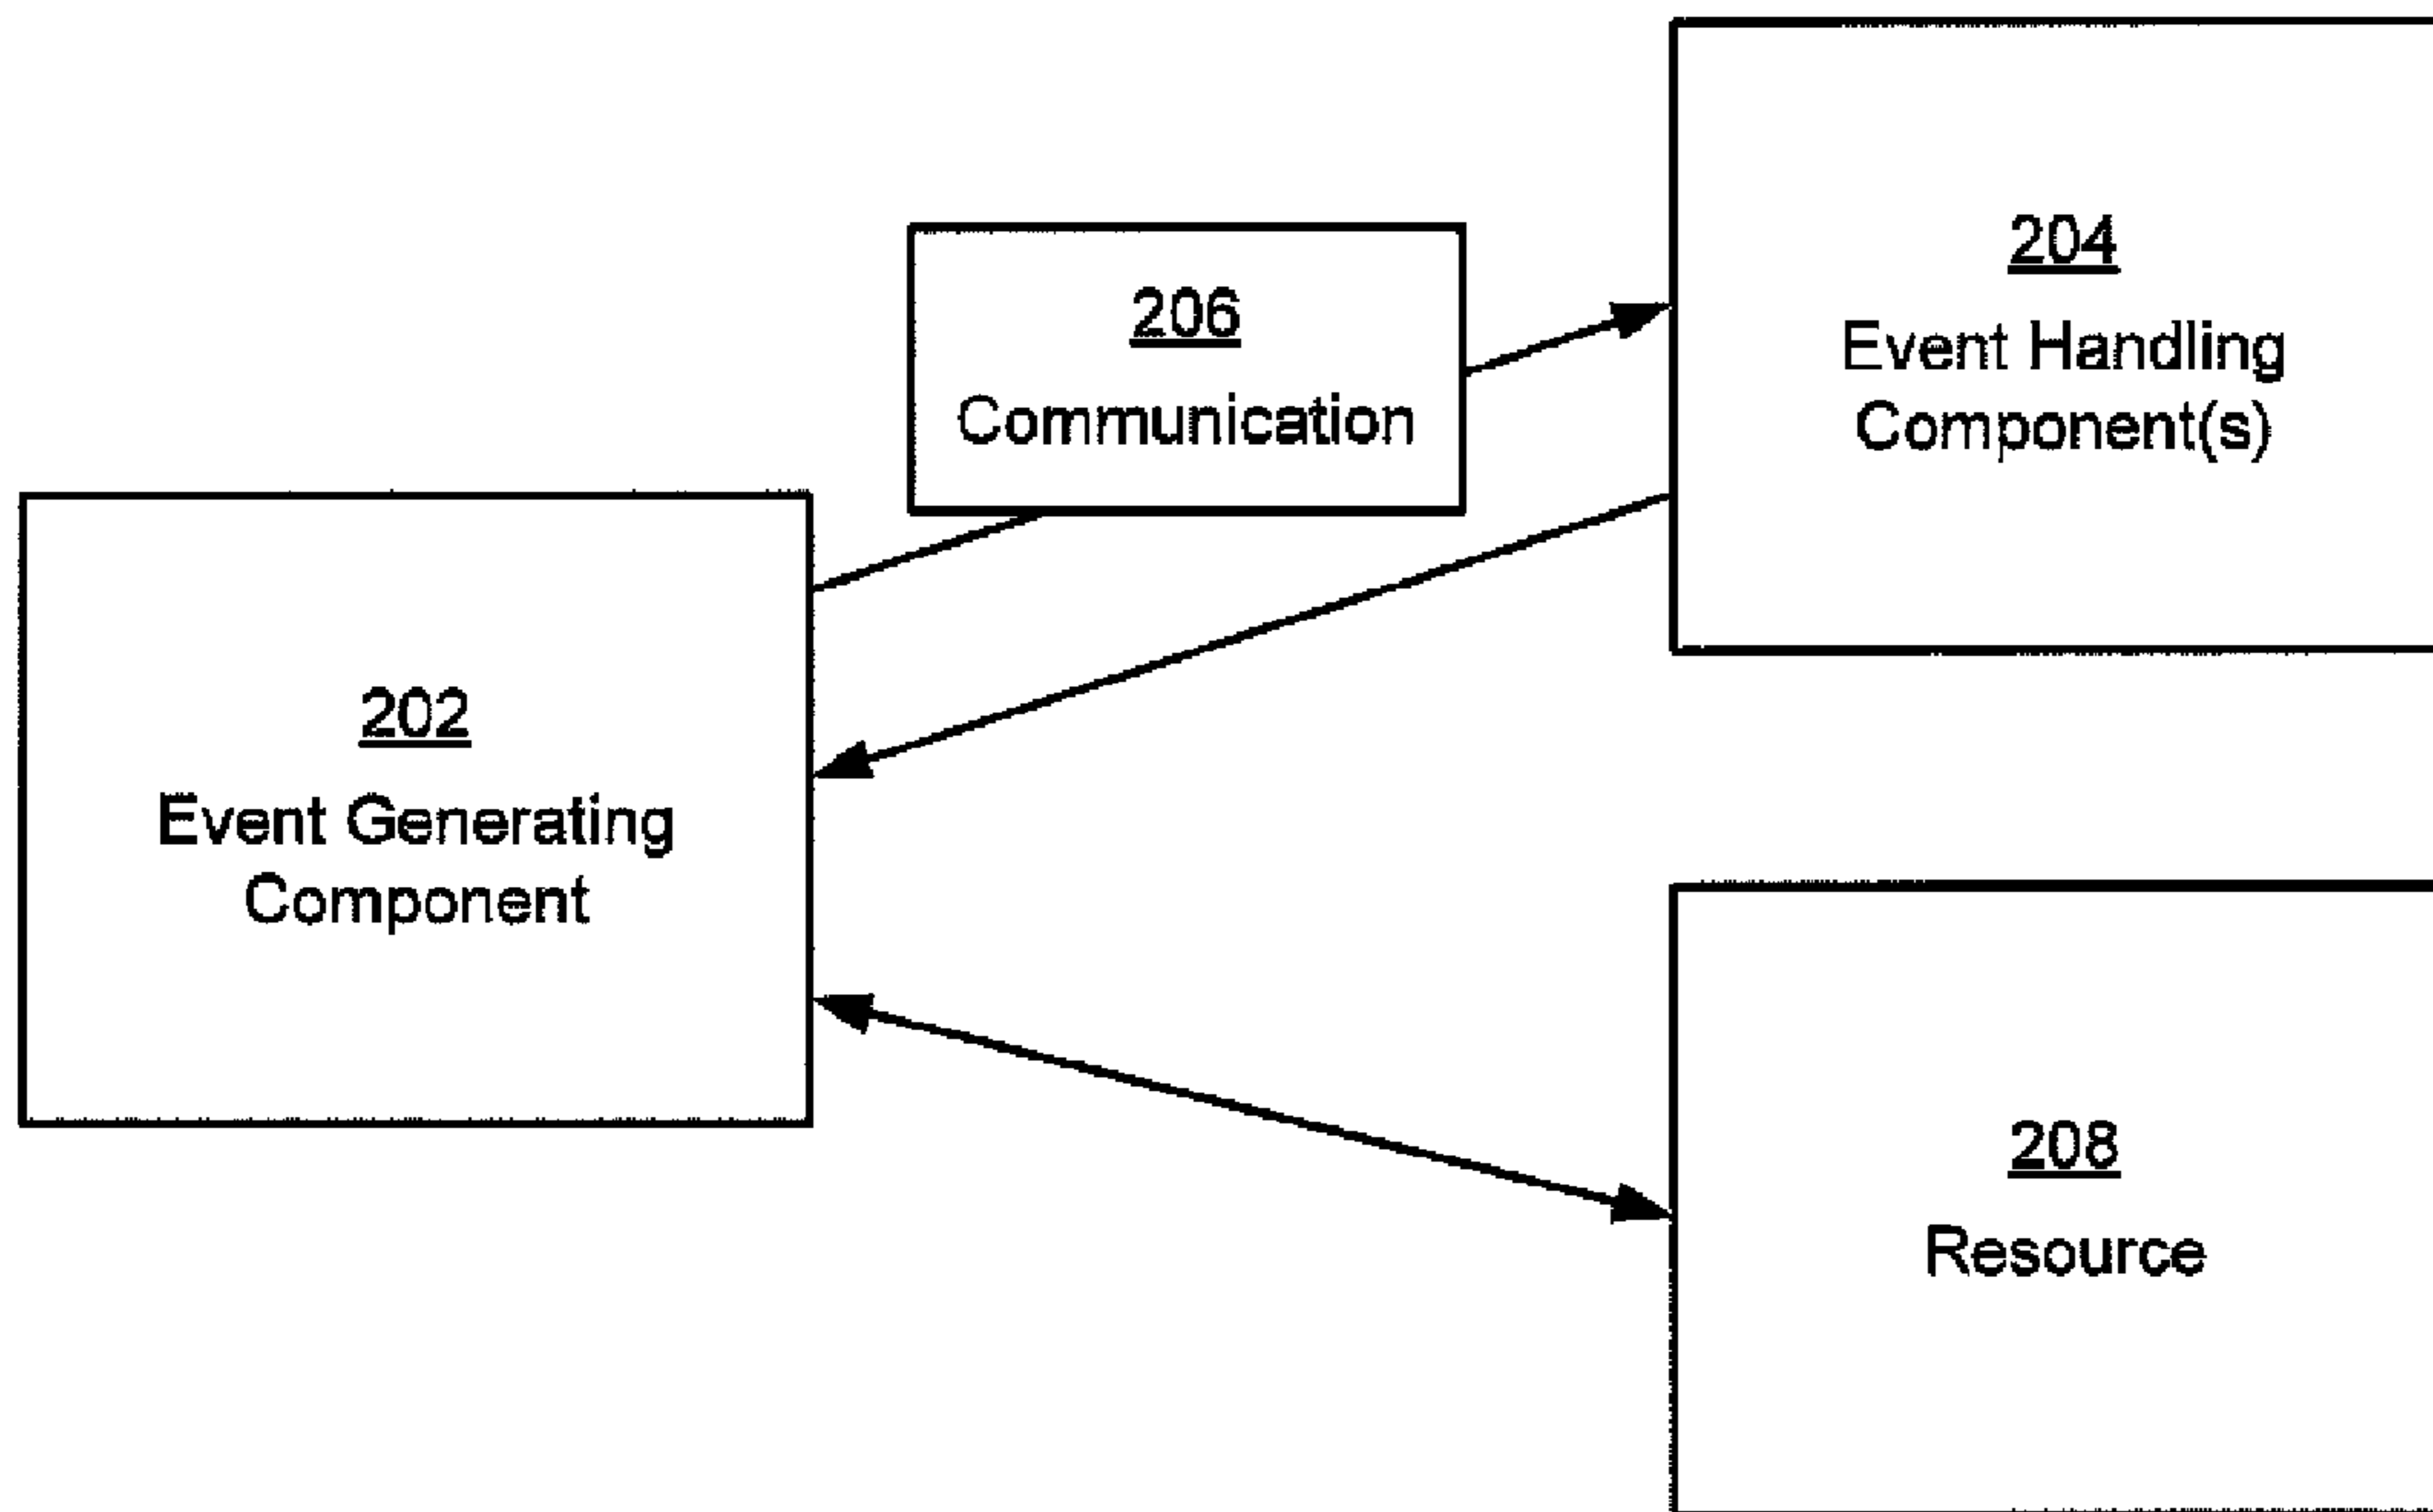 206
Communication
204
Event Handling
Component(s)
202
Event Generating
Component
208
Resource